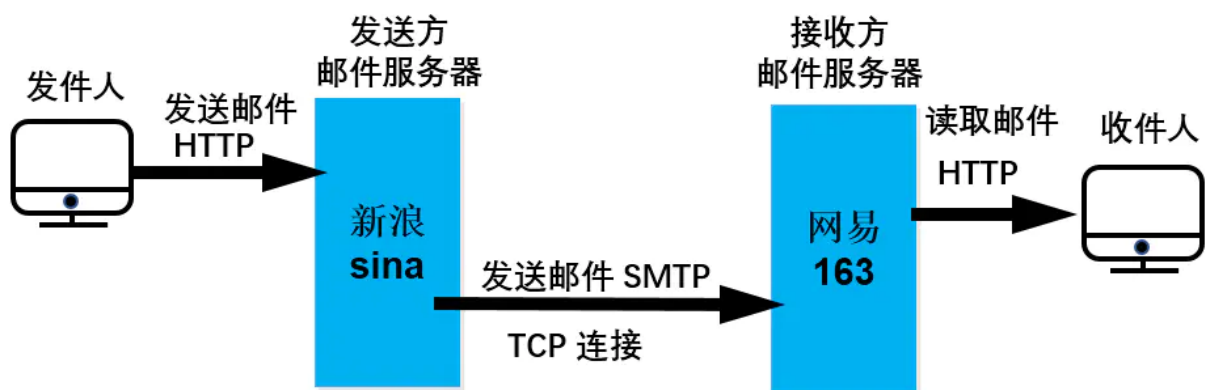 发件人
发送邮件
HTTP
发送方
邮件服务器
新浪
sina
发送邮件 SMTP
TCP 连接
接收方
邮件服务器
网易
163
读取邮件
HTTP
收件人